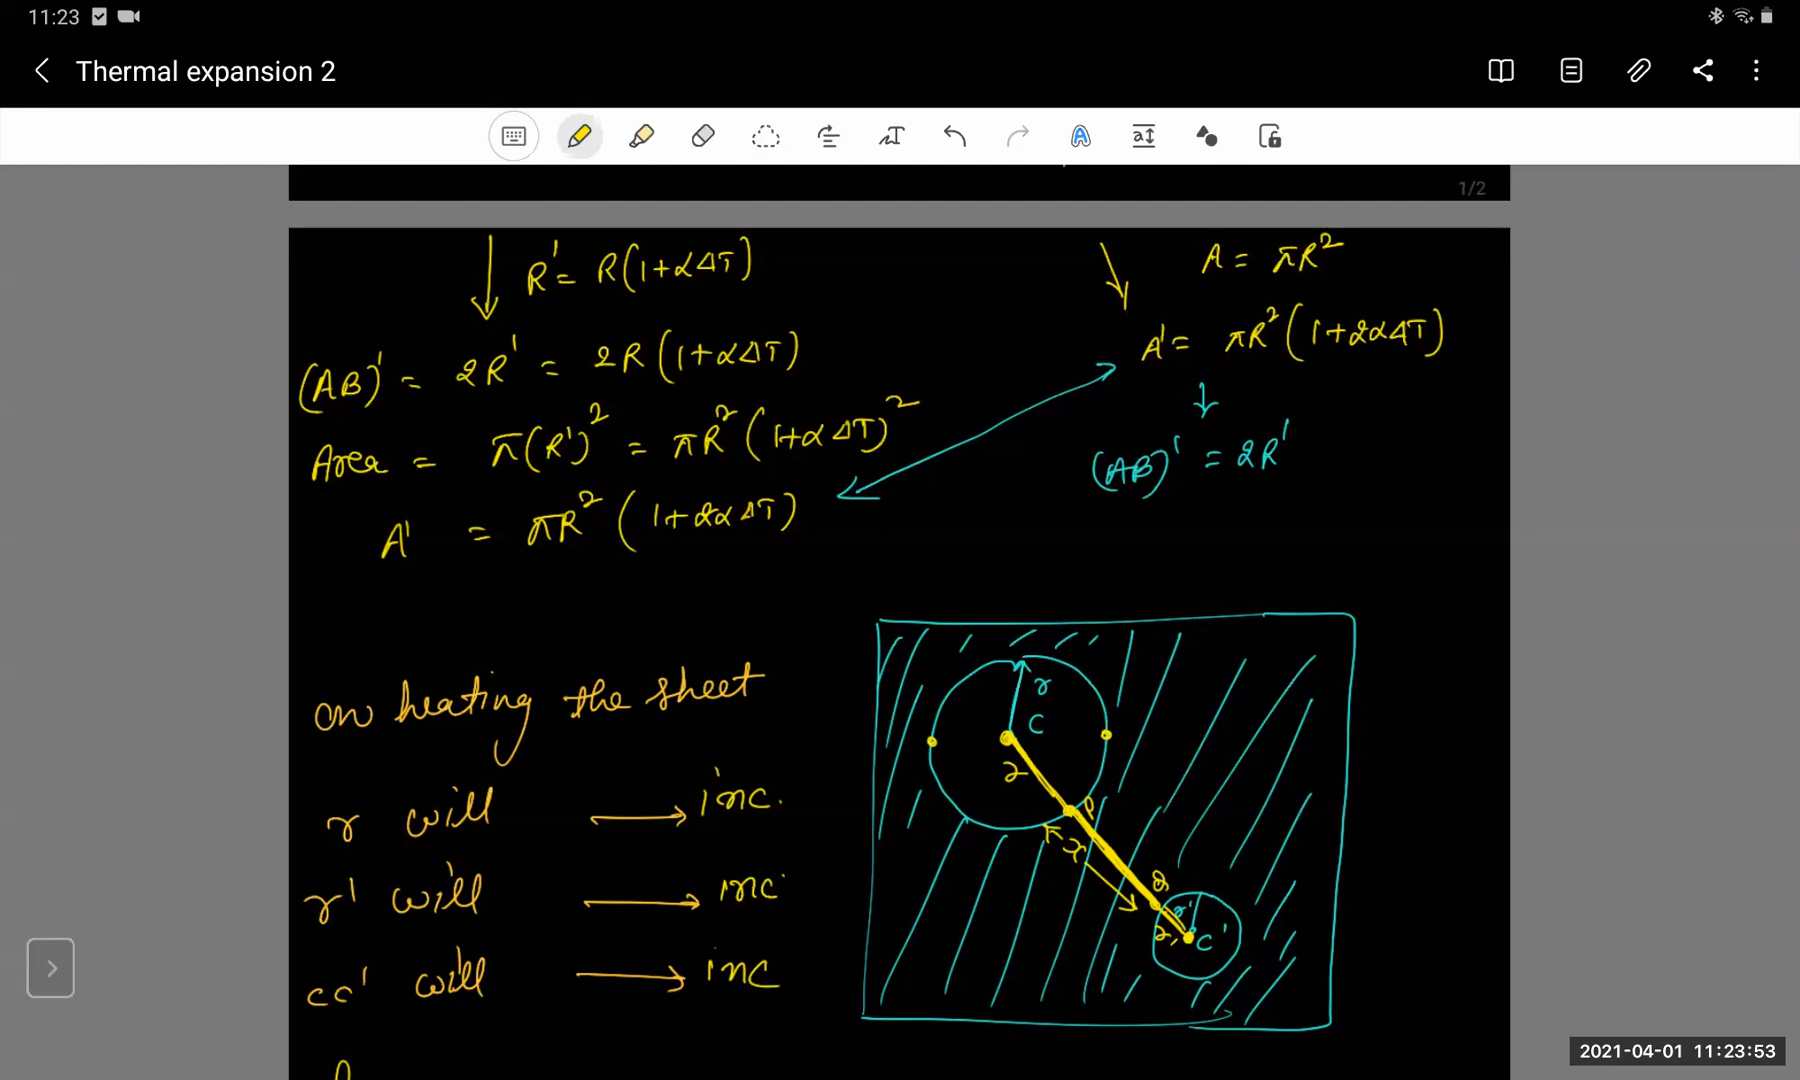 11:23
Thermal expansion 2
1/2
R' = R(1+αΔT)
(AB)' = 2R' = 2R(1+αΔT)
Area = π(R')² = πR²(1+αΔT)²
A' = πR²(1+2αΔT)
A = πR²
A' = πR²(1+2αΔT)
(AB)' = 2R'
on heating the sheet
r will → inc.
r' will → inc
cc' will → inc
r
C
r
P
x
Q
r'
r'
C'
2021-04-01 11:23:53